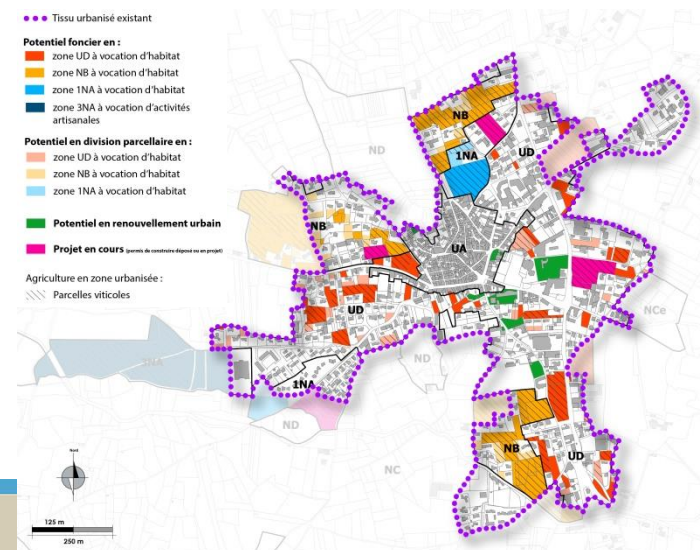 Tissu urbanisé existant
Potentiel foncier en :
zone UD à vocation d'habitat
zone NB à vocation d'habitat
zone 1NA à vocation d'habitat
zone 3NA à vocation d'activités
artisanales
Potentiel en division parcellaire en :
zone UD à vocation d'habitat
zone NB à vocation d'habitat
zone 1NA à vocation d'habitat
Potentiel en renouvellement urbain
Projet en cours (permis de construire déposé ou en projet)
Agriculture en zone urbanisée :
Parcelles viticoles
NB
ND
1NA
UD
NB
UA
NCe
UD
ND
3NA
1NA
ND
NB
UD
NC
Nord
125 m
250 m